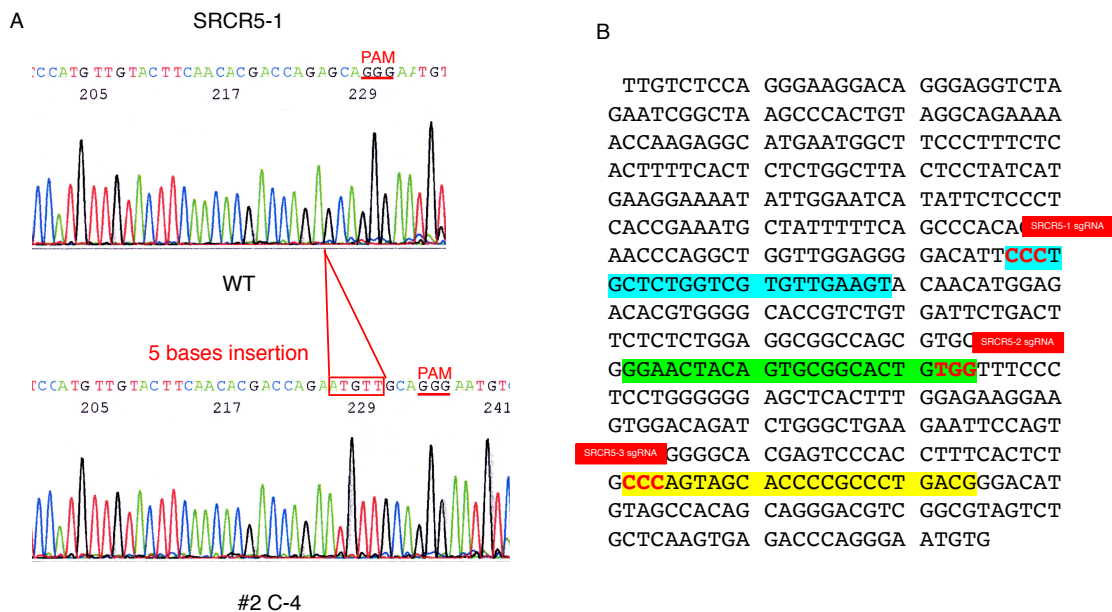 A
SRCR5-1
PAM
CCATGTTGTACTTCAACACGACCAGAGCAGGGAATGT
205 217 229
WT
5 bases insertion
PAM
CCATGTTGTACTTCAACACGACCAGAATGTTGCAGGGAATGT
205 217 229 241
#2 C-4
B
TTGTCTCCA GGGAAGGACA GGGAGGTCTA
GAATCGGCTA AGCCCACTGT AGGCAGAAAA
ACCAAGAGGC ATGAATGGCT TCCCTTTCTC
ACTTTTCACT CTCTGGCTTA CTCCTATCAT
GAAGGAAAAT ATTGGAATCA TATTCTCCCT
CACCGAAATG CTATTTTTCA GCCCACA
SRCR5-1 sgRNA
AACCCAGGCT GGTTGGAGGG GACATTCCCT
GCTCTGGTCG TGTTGAAGTA CAACATGGAG
ACACGTGGGG CACCGTCTGT GATTCTGACT
TCTCTCTGGA GGCGGCCAGC GTGC
SRCR5-2 sgRNA
GGGAACTACA GTGCGGCACT GTGGTTTCCC
TCCTGGGGGG AGCTCACTTT GGAGAAGGAA
GTGGACAGAT CTGGGCTGAA GAATTCCAGT
SRCR5-3 sgRNA
GGGGCA CGAGTCCCAC CTTTCACTCT
GCCCAGTAGC ACCCCGCCCT GACGGGACAT
GTAGCCACAG CAGGGACGTC GGCGTAGTCT
GCTCAAGTGA GACCCAGGGA ATGTG